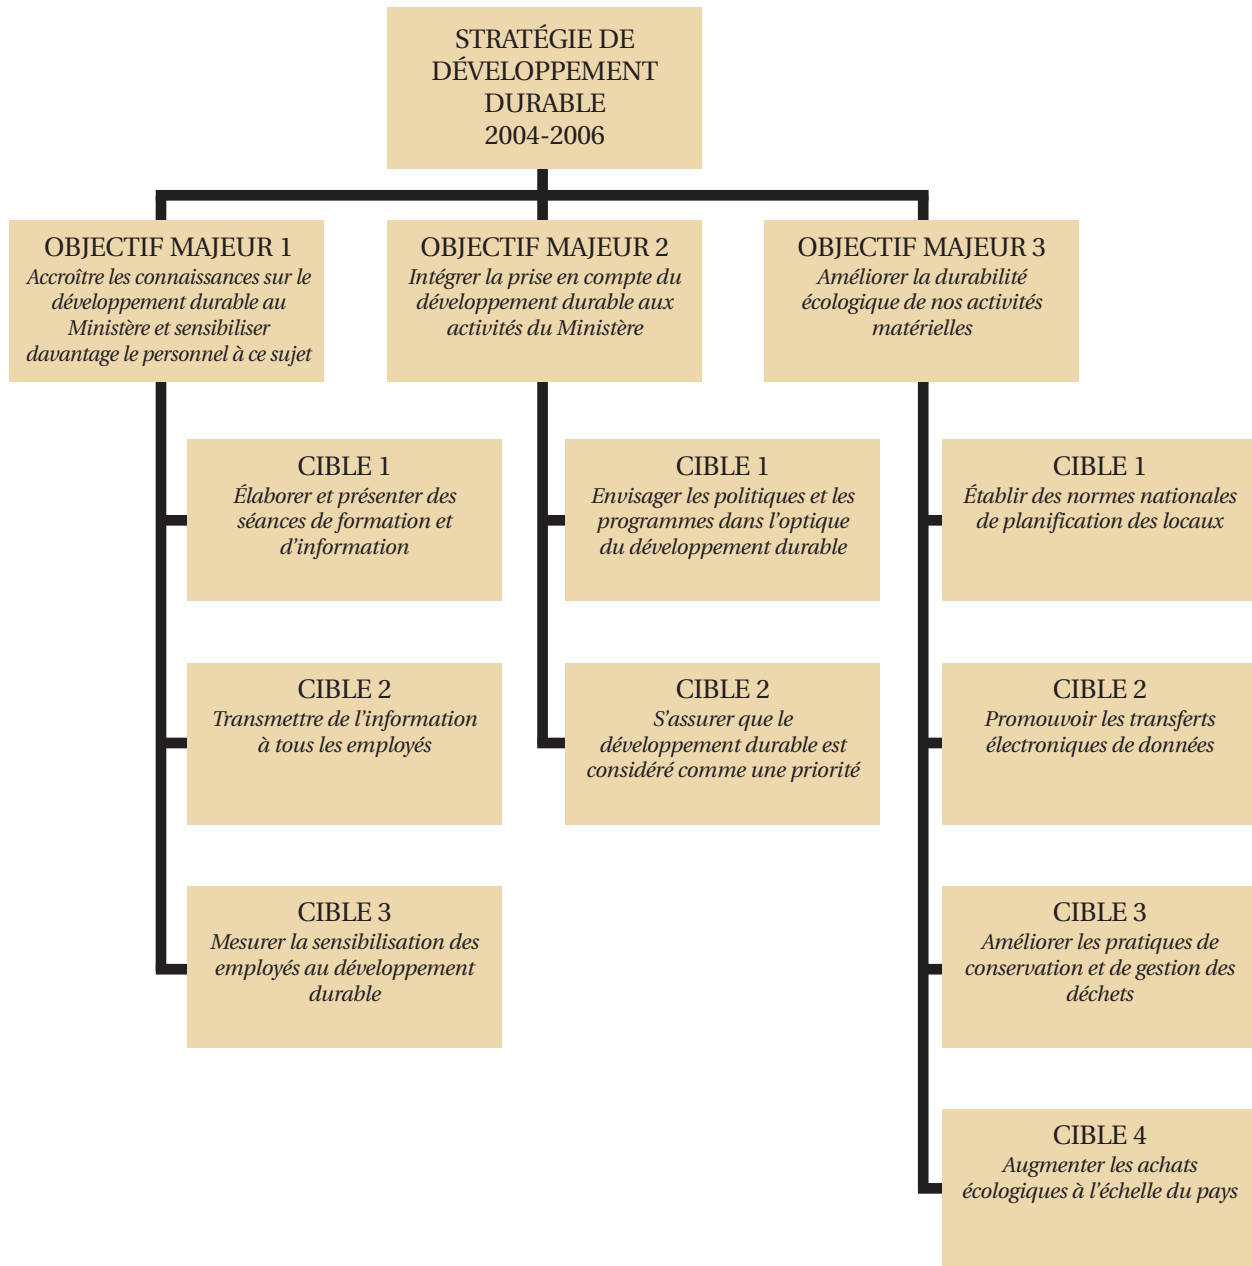 STRATÉGIE DE
DÉVELOPPEMENT
DURABLE
2004-2006
OBJECTIF MAJEUR 1
Accroître les connaissances sur le
développement durable au
Ministère et sensibiliser
davantage le personnel à ce sujet
CIBLE 1
Élaborer et présenter des
séances de formation et
d’information
CIBLE 2
Transmettre de l’information
à tous les employés
CIBLE 3
Mesurer la sensibilisation des
employés au développement
durable
OBJECTIF MAJEUR 2
Intégrer la prise en compte du
développement durable aux
activités du Ministère
CIBLE 1
Envisager les politiques et les
programmes dans l’optique
du développement durable
CIBLE 2
S’assurer que le
développement durable est
considéré comme une priorité
OBJECTIF MAJEUR 3
Améliorer la durabilité
écologique de nos activités
matérielles
CIBLE 1
Établir des normes nationales
de planification des locaux
CIBLE 2
Promouvoir les transferts
électroniques de données
CIBLE 3
Améliorer les pratiques de
conservation et de gestion des
déchets
CIBLE 4
Augmenter les achats
écologiques à l’échelle du pays